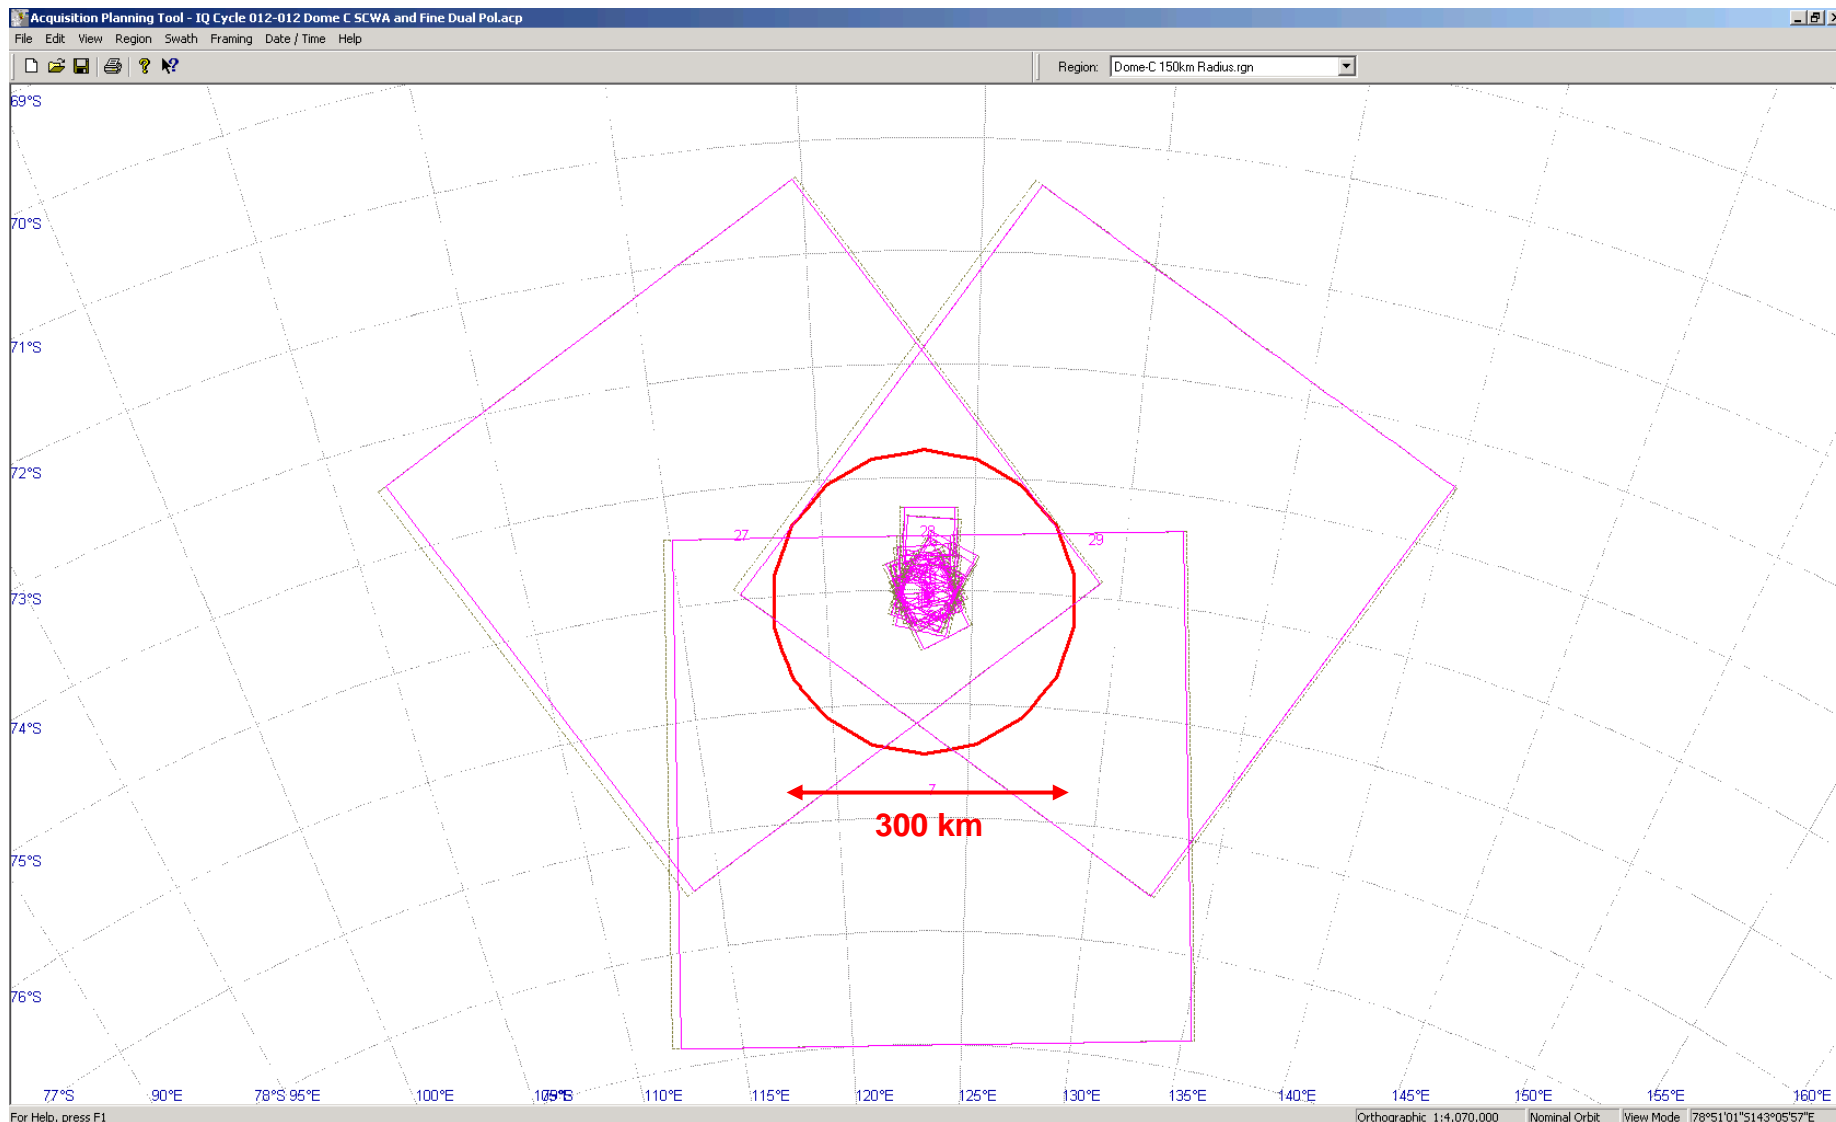 Acquisition Planning Tool - IQ Cycle 012-012 Dome C SCWA and Fine Dual Pol.acp
File Edit View Region Swath Framing Date / Time Help
Region: Dome-C 150km Radius.rgn
69°S
70°S
71°S
72°S
27 28 29
73°S
74°S
7
300 km
75°S
76°S
77°S 90°E 78°S 95°E 100°E 110°E 115°E 120°E 125°E 130°E 135°E 140°E 145°E 150°E 155°E 160°E
For Help, press F1 Orthographic 1:4,070,000 Nominal Orbit View Mode 78°51'01"S143°05'57"E